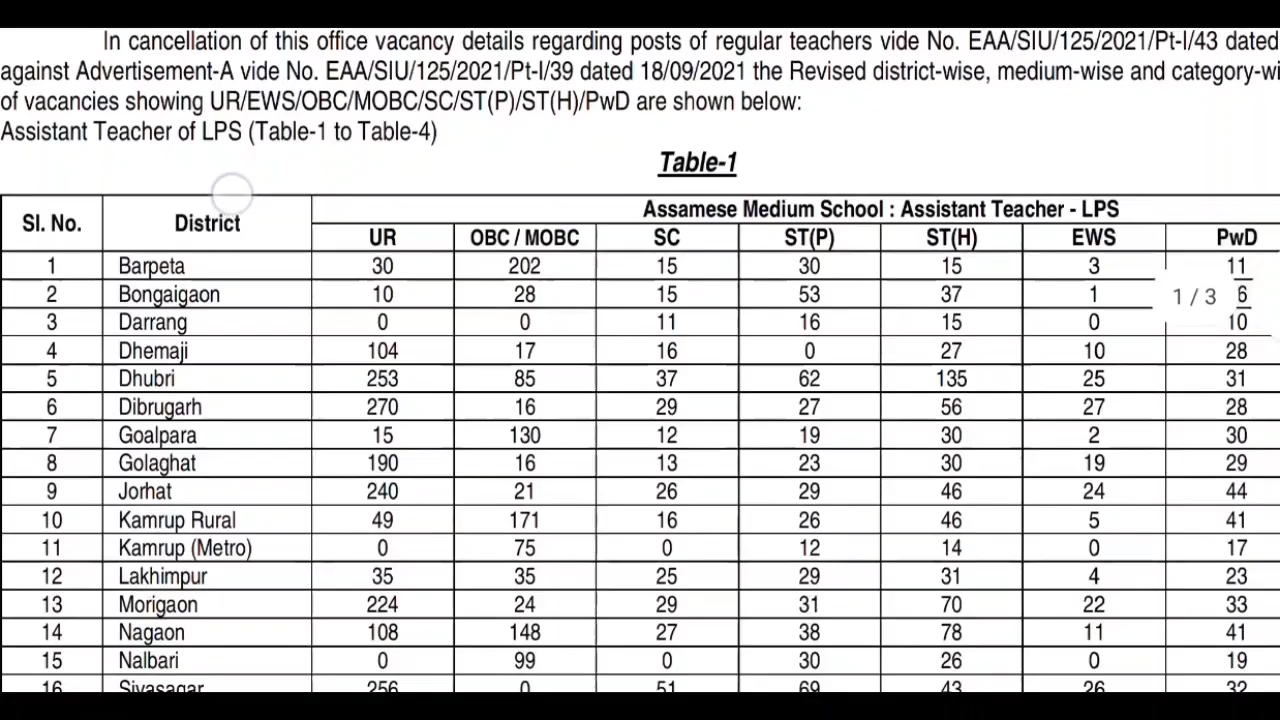 In cancellation of this office vacancy details regarding posts of regular teachers vide No. EAA/SIU/125/2021/Pt-I/43 dated
against Advertisement-A vide No. EAA/SIU/125/2021/Pt-I/39 dated 18/09/2021 the Revised district-wise, medium-wise and category-wi
of vacancies showing UR/EWS/OBC/MOBC/SC/ST(P)/ST(H)/PwD are shown below:
Assistant Teacher of LPS (Table-1 to Table-4)
Table-1
Sl. No. District Assamese Medium School : Assistant Teacher - LPS
UR OBC / MOBC SC ST(P) ST(H) EWS PwD
1 Barpeta 30 202 15 30 15 3 11
2 Bongaigaon 10 28 15 53 37 1 6
1 / 3
3 Darrang 0 0 11 16 15 0 10
4 Dhemaji 104 17 16 0 27 10 28
5 Dhubri 253 85 37 62 135 25 31
6 Dibrugarh 270 16 29 27 56 27 28
7 Goalpara 15 130 12 19 30 2 30
8 Golaghat 190 16 13 23 30 19 29
9 Jorhat 240 21 26 29 46 24 44
10 Kamrup Rural 49 171 16 26 46 5 41
11 Kamrup (Metro) 0 75 0 12 14 0 17
12 Lakhimpur 35 35 25 29 31 4 23
13 Morigaon 224 24 29 31 70 22 33
14 Nagaon 108 148 27 38 78 11 41
15 Nalbari 0 99 0 30 26 0 19
16 Sivasagar 256 0 51 69 43 26 32